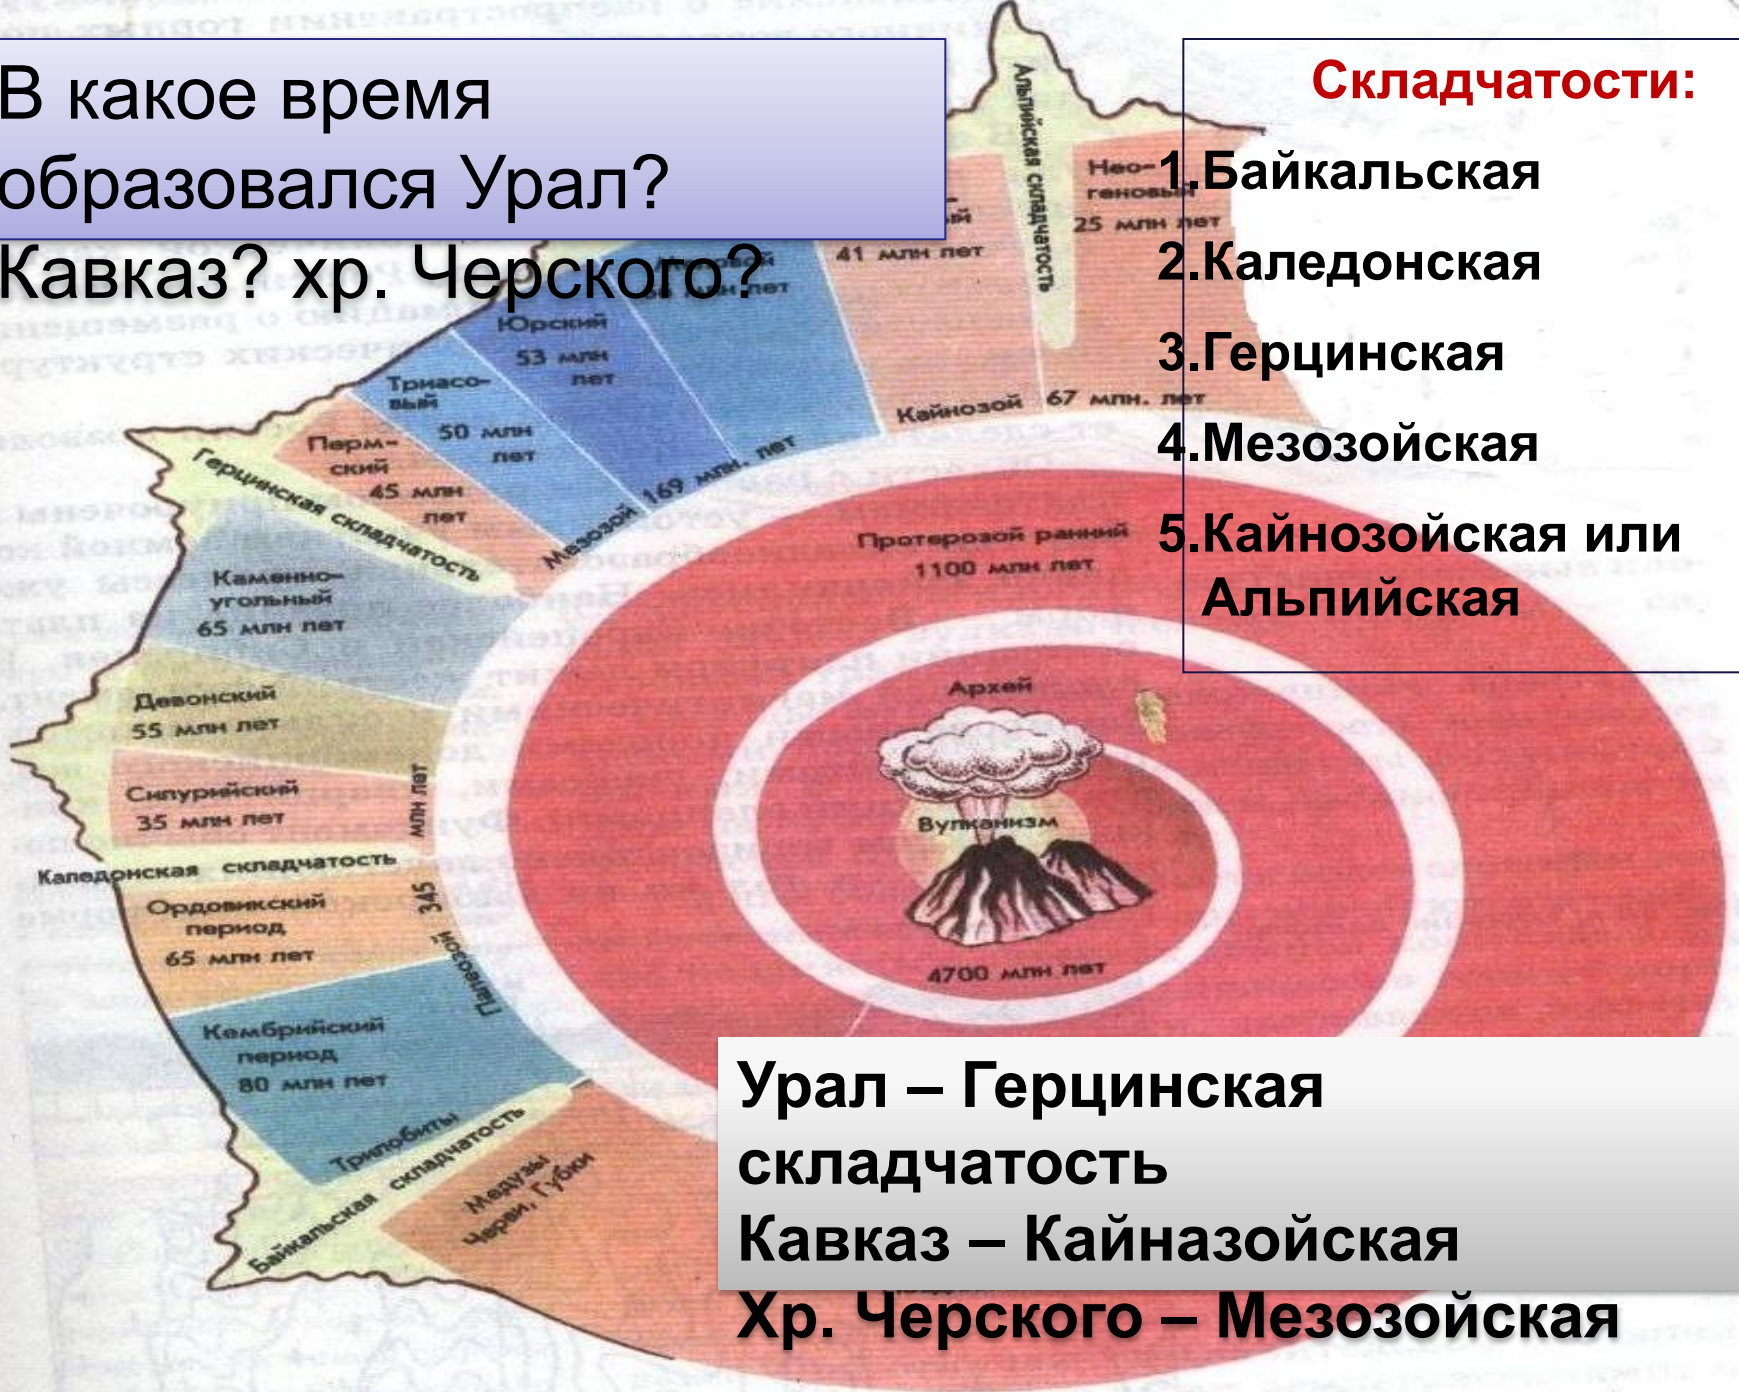 В какое время
образовался Урал?
Кавказ? хр. Черского?
Складчатости:
1.Байкальская
2.Каледонская
3.Герцинская
4.Мезозойская
5.Кайнозойская или
Альпийская
Альпийская складчатость
Нео-
геновый
25 млн лет
41 млн лет
Кайнозой 67 млн. лет
лет
Юрский
53 млн
лет
Триасо-
вый
50 млн
лет
Мезозой 169 млн. лет
Перм-
ский
45 млн
лет
Герцинская складчатость
Каменно-
угольный
65 млн лет
Девонский
55 млн лет
Силурийский
35 млн лет
Каледонская складчатость
Ордовикский
период
65 млн лет
Палеозой 345 млн лет
Кембрийский
период
80 млн лет
Трилобиты
Байкальская складчатость
Медузы
Черви, Губки
Протерозой ранний
1100 млн лет
Архей
Вулканизм
4700 млн лет
Урал – Герцинская
складчатость
Кавказ – Кайназойская
Хр. Черского – Мезозойская